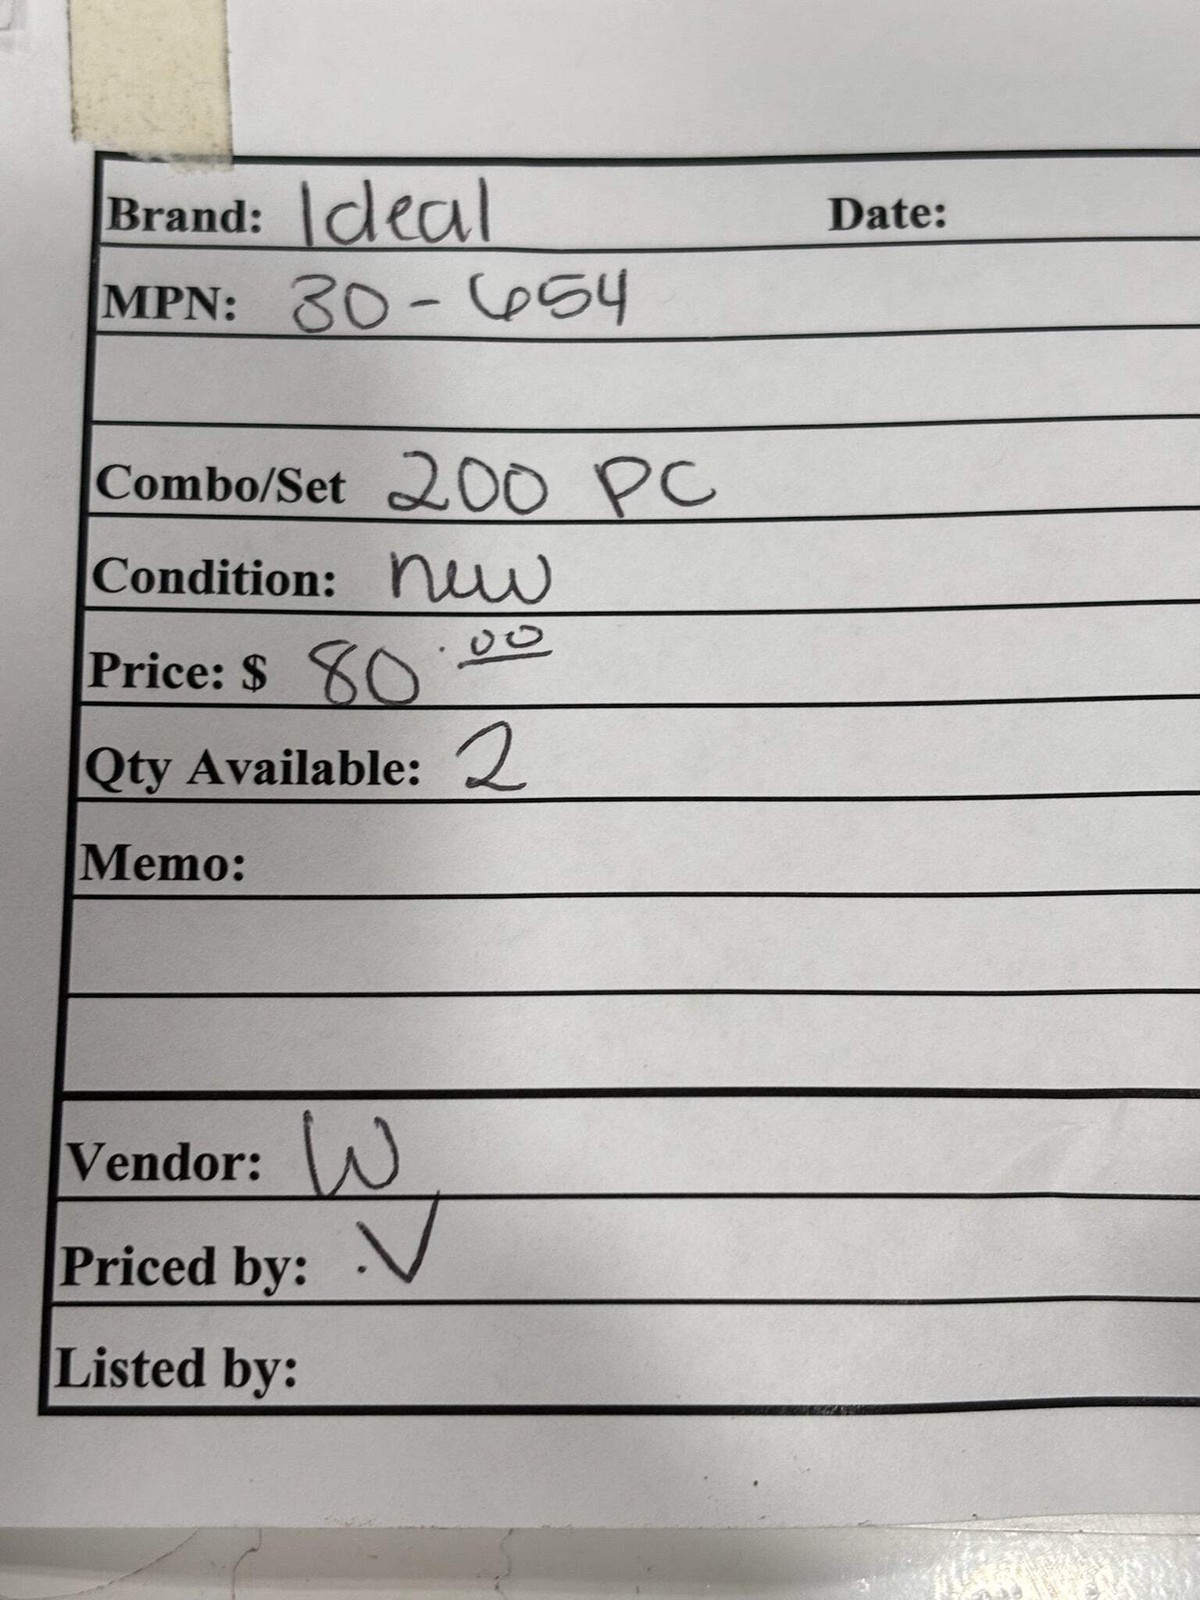 Brand: Ideal Date:
MPN: 30-654
Combo/Set 200 PC
Condition: new
Price: $ 80.00
Qty Available: 2
Memo:
Vendor: W
Priced by: .V
Listed by: